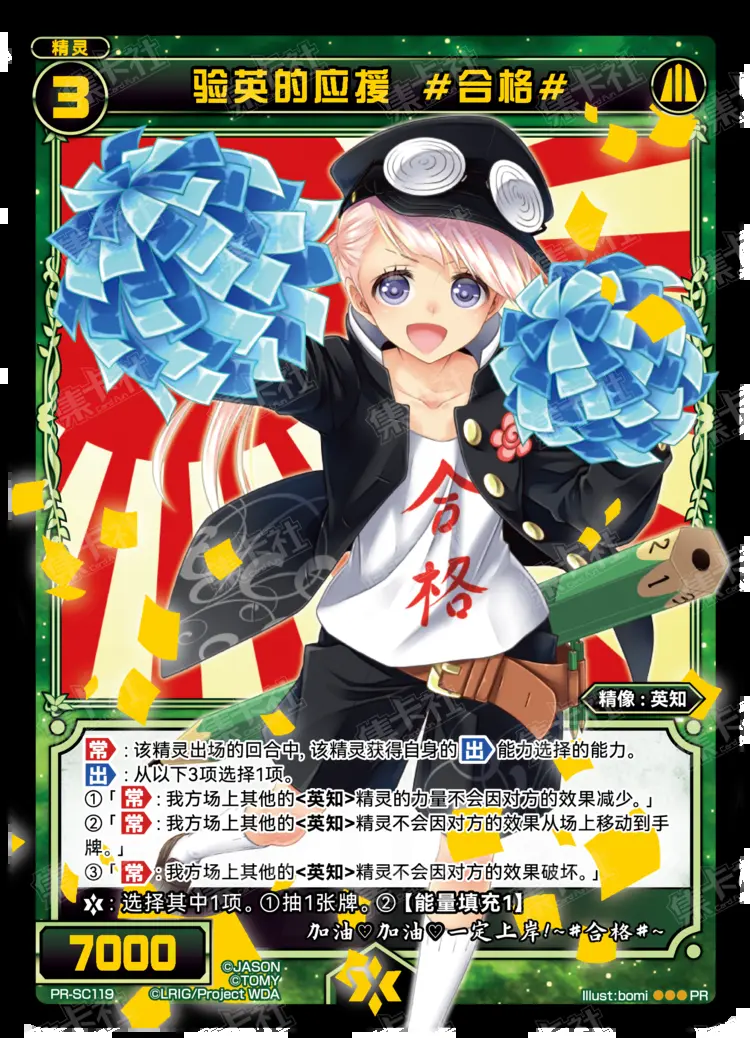 精灵
3
验英的应援 #合格#
合
格
2
1
精像:英知
常:该精灵出场的回合中,该精灵获得自身的出能力选择的能力。
出:从以下3项选择1项。
①「常:我方场上其他的<英知>精灵的力量不会因对方的效果减少。」
②「常:我方场上其他的<英知>精灵不会因对方的效果从场上移动到手
牌。」
③「常:我方场上其他的<英知>精灵不会因对方的效果破坏。」
:选择其中1项。①抽1张牌。②【能量填充1】
加油♡加油♡一定上岸!~#合格#~
7000
©JASON
©TOMY
©LRIG/Project WDA
PR-SC119
Illust:bomi
PR
集卡社